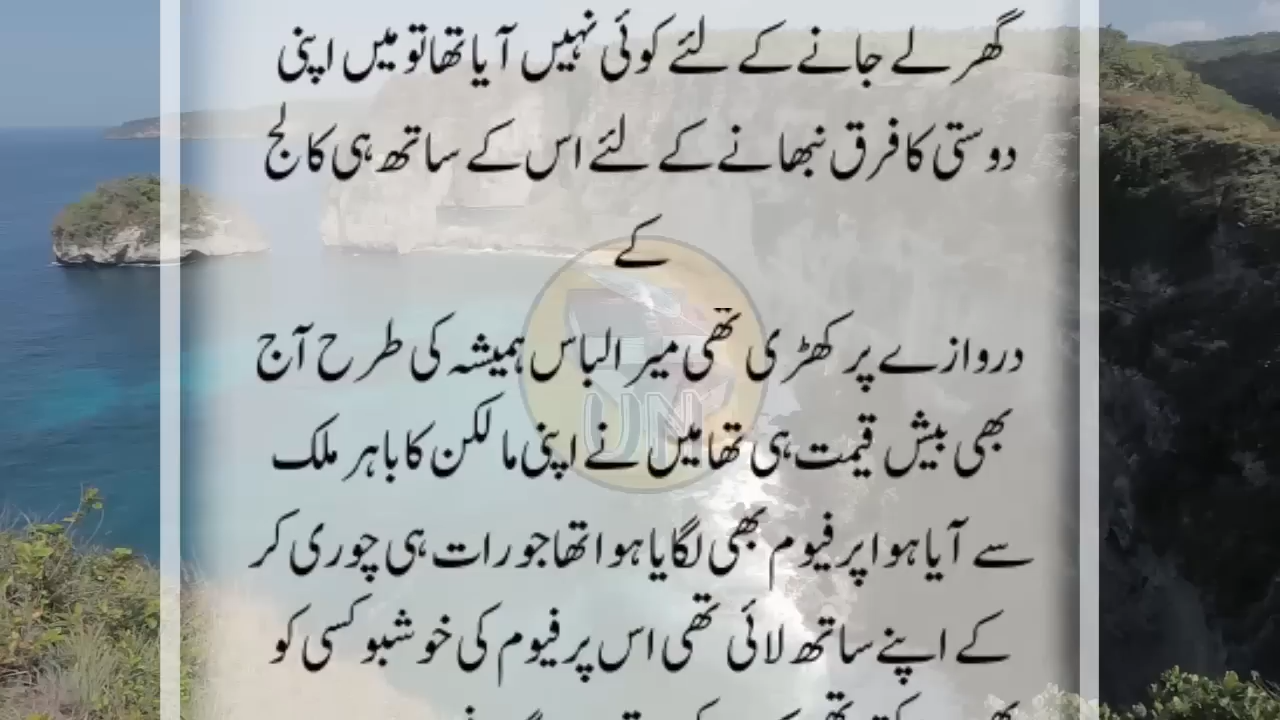 گھر لے جانے کے لئے کوئی نہیں آیا تھا تو میں اپنی
دوستی کا فرق نبھانے کے لئے اس کے ساتھ ہی کالج
کے
دروازے پر کھڑی تھی میرا لباس ہمیشہ کی طرح آج
بھی بیش قیمت ہی تھا میں نے اپنی مالکن کا باہر ملک
سے آیا ہوا پرفیوم بھی لگایا ہوا تھا جو رات ہی چوری کر
کے اپنے ساتھ لائی تھی اس پرفیوم کی خوشبو کسی کو
UN